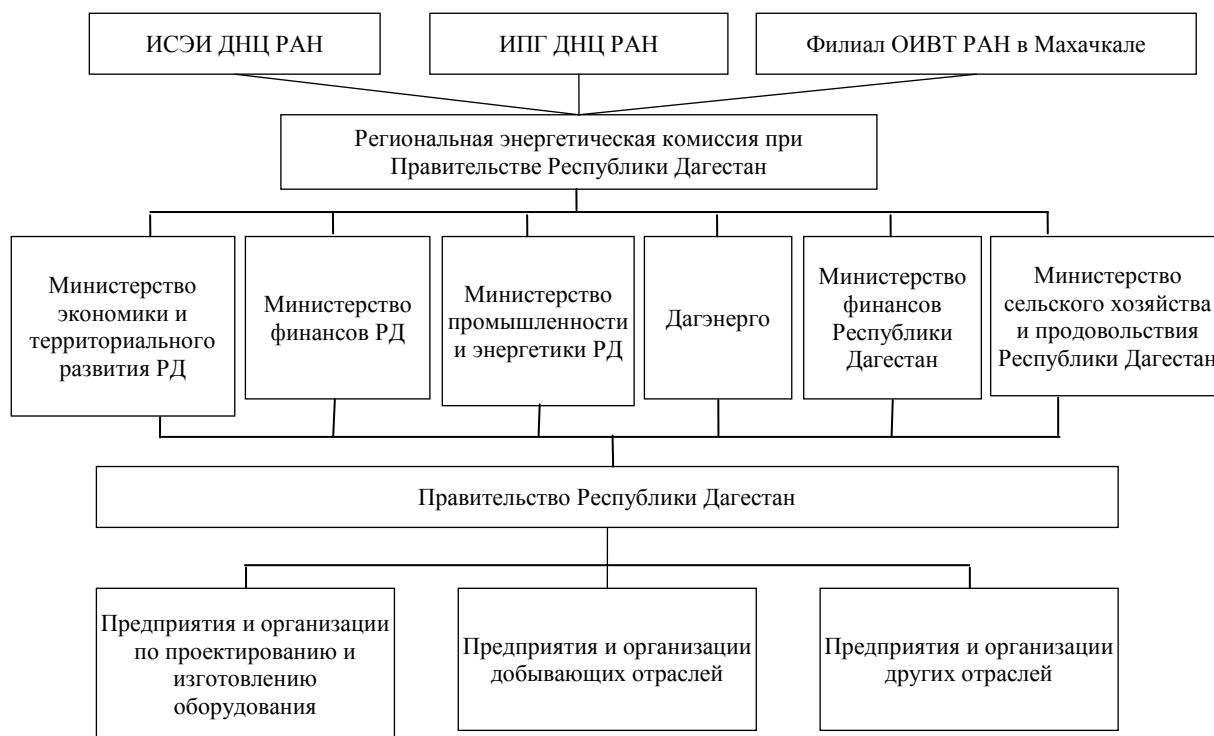 ИСЭИ ДНЦ РАН
ИПГ ДНЦ РАН
Филиал ОИВТ РАН в Махачкале
Региональная энергетическая комиссия при
Правительстве Республики Дагестан
Министерство
экономики и
территориального
развития РД
Министерство
финансов РД
Министерство
промышленности
и энергетики РД
Дагэнерго
Министерство
финансов
Республики
Дагестан
Министерство
сельского хозяйства
и продовольствия
Республики Дагестан
Правительство Республики Дагестан
Предприятия и организации
по проектированию и
изготовлению
оборудования
Предприятия и организации
добывающих отраслей
Предприятия и организации
других отраслей